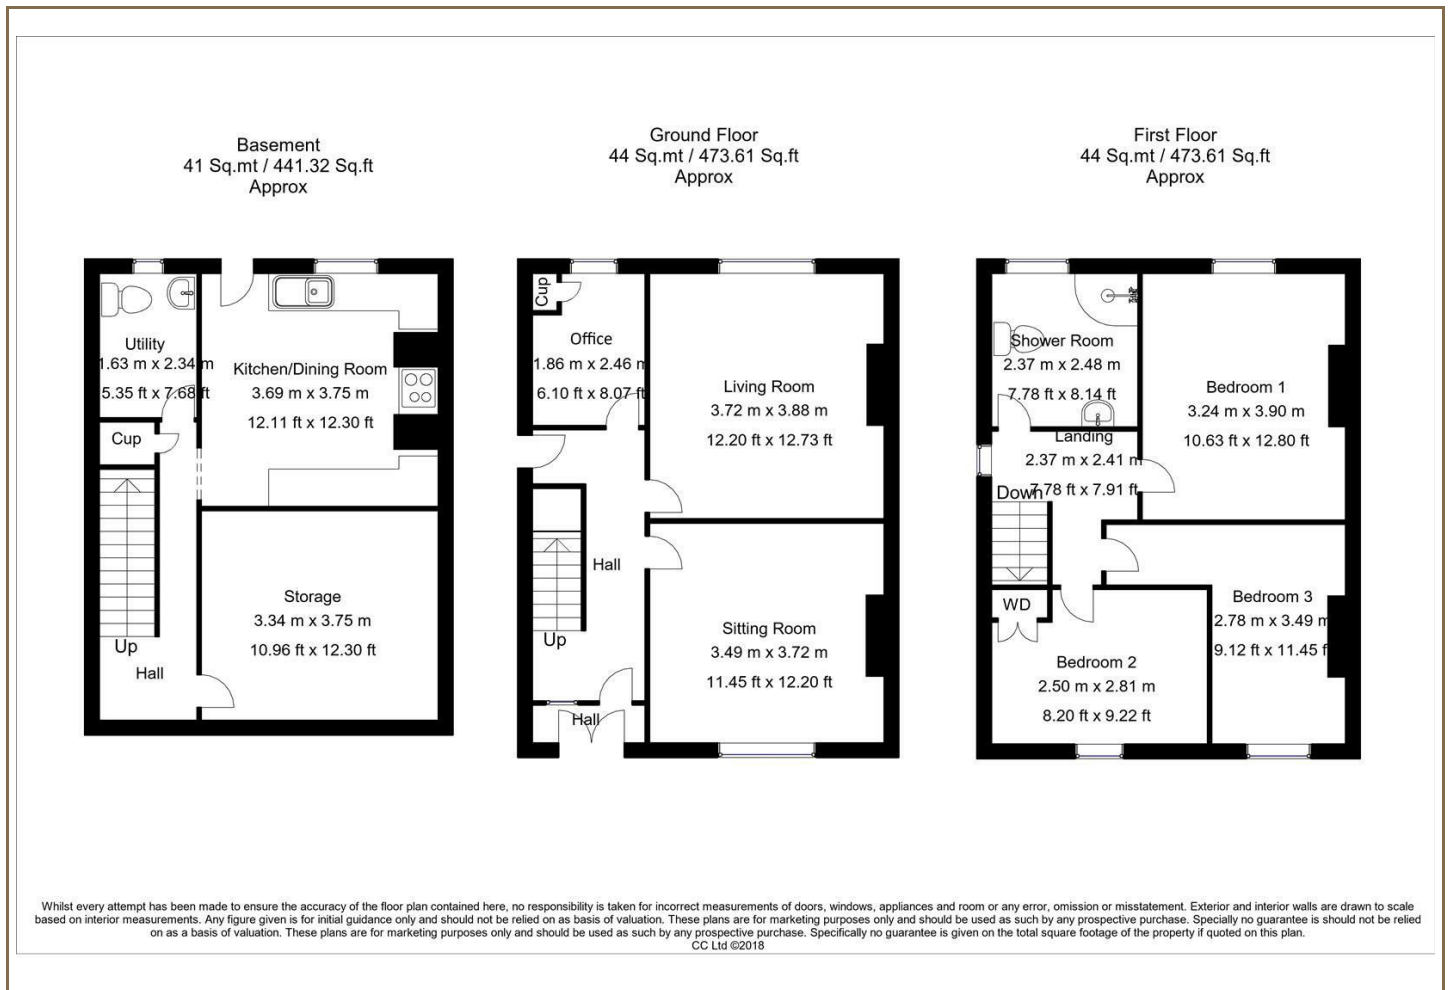 Basement
41 Sq.mt / 441.32 Sq.ft
Approx
Utility
1.63 m x 2.34 m
5.35 ft x 7.68 ft
Cup
Up
Hall
Kitchen/Dining Room
3.69 m x 3.75 m
12.11 ft x 12.30 ft
Storage
3.34 m x 3.75 m
10.96 ft x 12.30 ft
Ground Floor
44 Sq.mt / 473.61 Sq.ft
Approx
Cup
Office
1.86 m x 2.46 m
6.10 ft x 8.07 ft
Living Room
3.72 m x 3.88 m
12.20 ft x 12.73 ft
Hall
Up
Sitting Room
3.49 m x 3.72 m
11.45 ft x 12.20 ft
Hall
First Floor
44 Sq.mt / 473.61 Sq.ft
Approx
Shower Room
2.37 m x 2.48 m
7.78 ft x 8.14 ft
Bedroom 1
3.24 m x 3.90 m
10.63 ft x 12.80 ft
Landing
2.37 m x 2.41 m
7.78 ft x 7.91 ft
Down
WD
Bedroom 3
2.78 m x 3.49 m
9.12 ft x 11.45 ft
Bedroom 2
2.50 m x 2.81 m
8.20 ft x 9.22 ft
Whilst every attempt has been made to ensure the accuracy of the floor plan contained here, no responsibility is taken for incorrect measurements of doors, windows, appliances and room or any error, omission or misstatement. Exterior and interior walls are drawn to scale
based on interior measurements. Any figure given is for initial guidance only and should not be relied on as basis of valuation. These plans are for marketing purposes only and should be used as such by any prospective purchase. Specially no guarantee is should not be relied
on as a basis of valuation. These plans are for marketing purposes only and should be used as such by any prospective purchase. Specifically no guarantee is given on the total square footage of the property if quoted on this plan.
CC Ltd ©2018